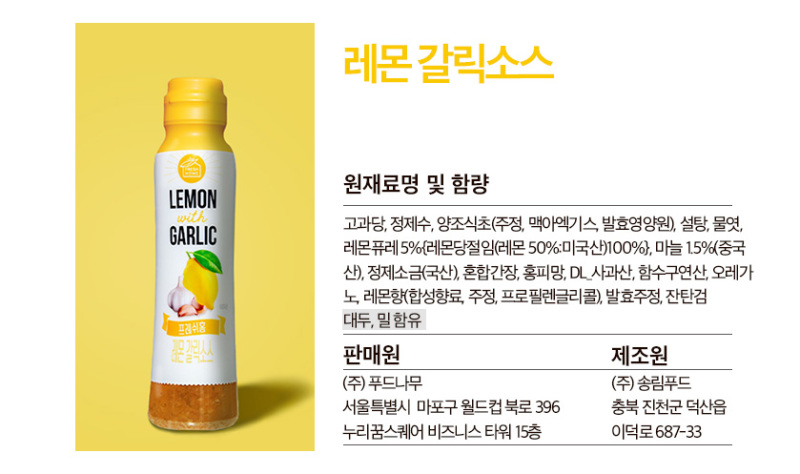 레몬 갈릭소스
LEMON
with
GARLIC
프레쉬홈
레몬 갈릭소스
원재료명 및 함량
고과당, 정제수, 양조식초(주정, 맥아엑기스, 발효영양원), 설탕, 물엿,
레몬퓨레 5%{레몬당절임(레몬 50%:미국산)100%}, 마늘 1.5%(중국
산), 정제소금(국산), 혼합간장, 홍피망, DL_사과산, 함수구연산, 오레가
노, 레몬향(합성향료, 주정, 프로필렌글리콜), 발효주정, 잔탄검
대두, 밀 함유
판매원
(주) 푸드나무
서울특별시 마포구 월드컵 북로 396
누리꿈스퀘어 비즈니스 타워 15층
제조원
(주) 송림푸드
충북 진천군 덕산읍
이덕로 687-33